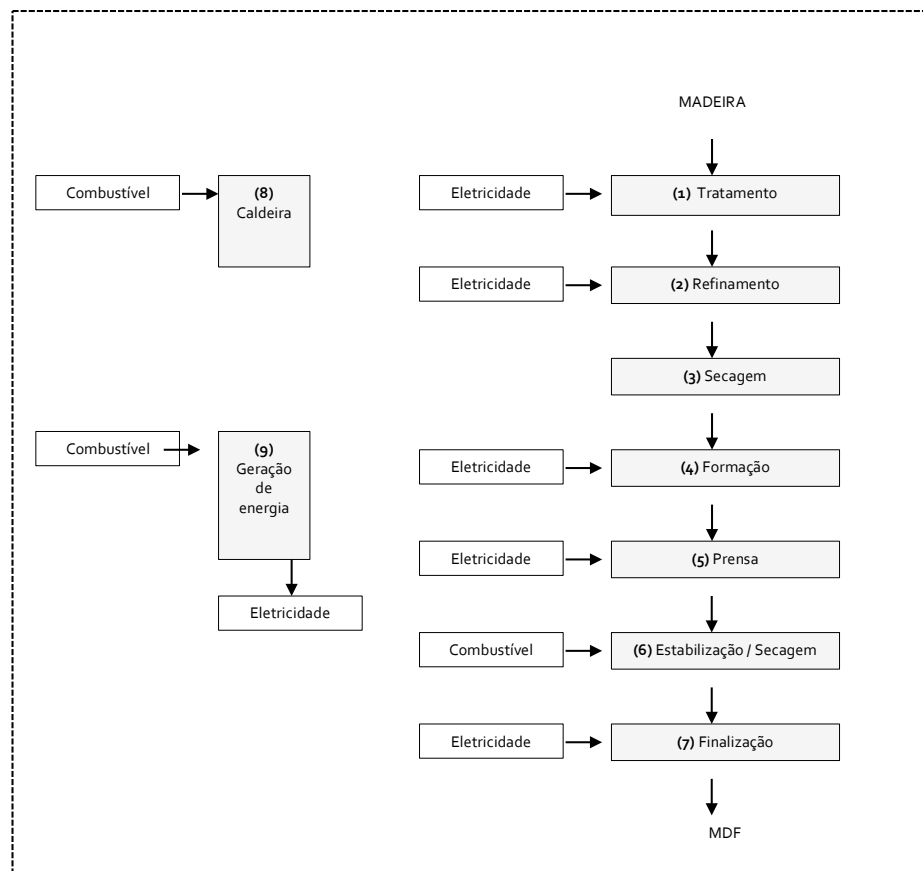 MADEIRA
Combustível
(8)
Caldeira
Eletricidade
(1) Tratamento
Eletricidade
(2) Refinamento
(3) Secagem
Combustível
(9)
Geração
de
energia
Eletricidade
Eletricidade
(4) Formação
Eletricidade
(5) Prensa
Combustível
(6) Estabilização / Secagem
Eletricidade
(7) Finalização
MDF